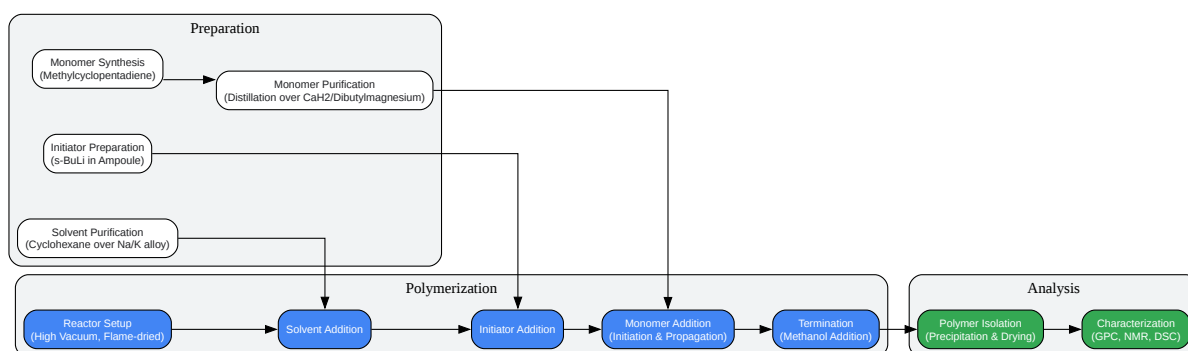 Preparation
Monomer Synthesis
(Methylcyclopentadiene)
Monomer Purification
(Distillation over CaH2/Dibutylmagnesium)
Initiator Preparation
(s-BuLi in Ampoule)
Solvent Purification
(Cyclohexane over Na/K alloy)
Polymerization
Reactor Setup
(High Vacuum, Flame-dried)
Solvent Addition
Initiator Addition
Monomer Addition
(Initiation & Propagation)
Termination
(Methanol Addition)
Analysis
Polymer Isolation
(Precipitation & Drying)
Characterization
(GPC, NMR, DSC)